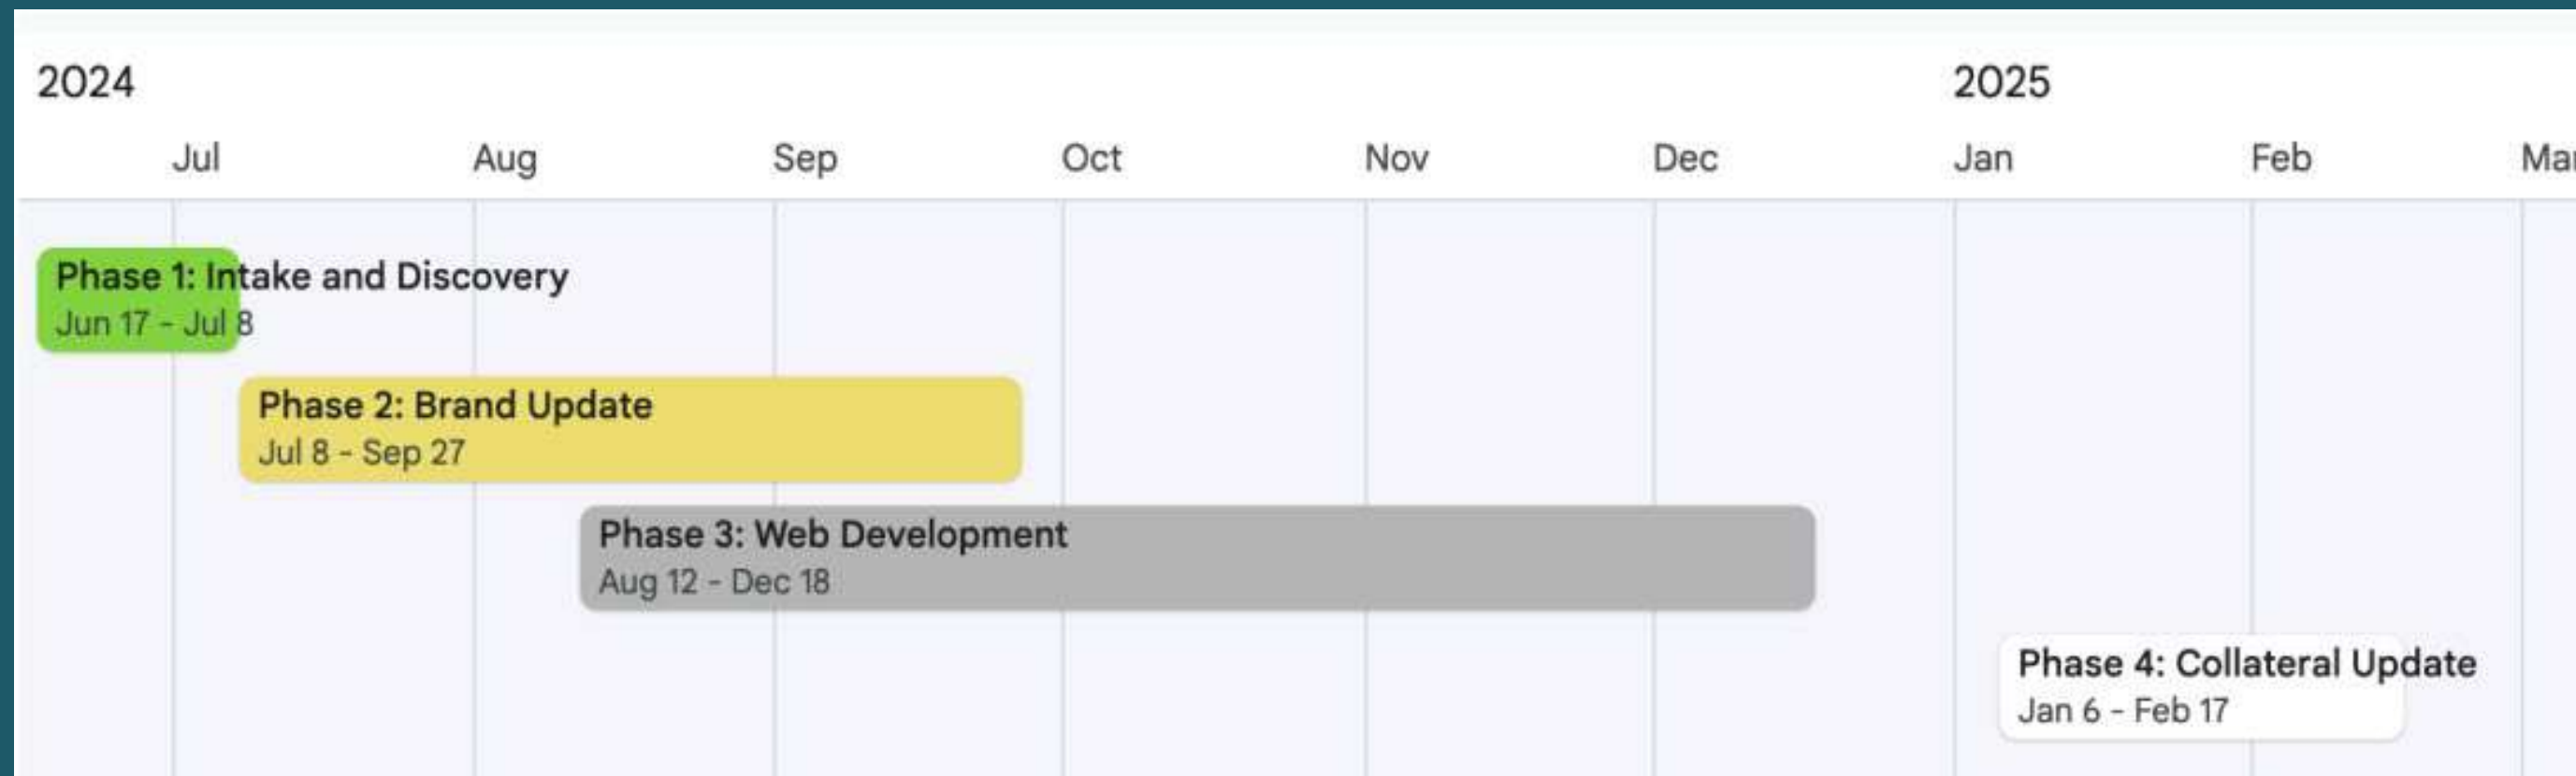 2024 2025
Jul Aug Sep Oct Nov Dec Jan Feb Mar
Phase 1: Intake and Discovery
Jun 17 - Jul 8
Phase 2: Brand Update
Jul 8 - Sep 27
Phase 3: Web Development
Aug 12 - Dec 18
Phase 4: Collateral Update
Jan 6 - Feb 17